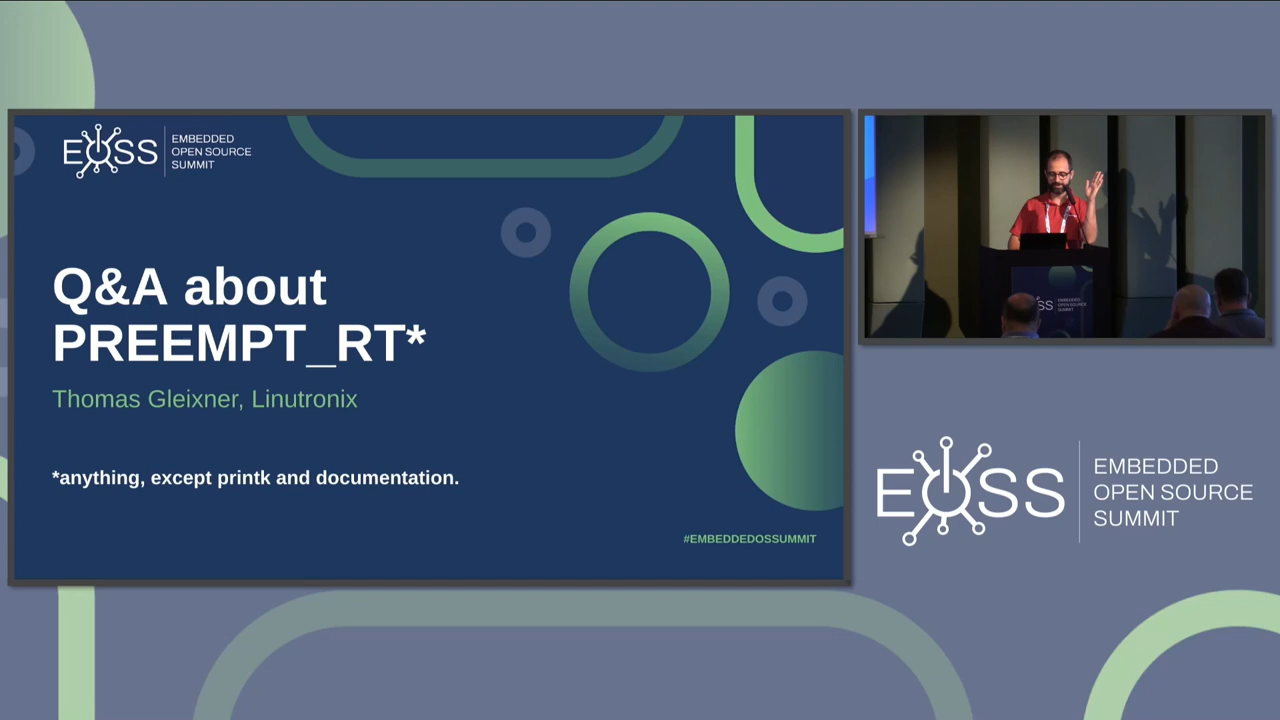 EOSS
EMBEDDED
OPEN SOURCE
SUMMIT
Q&A about
PREEMPT_RT*
Thomas Gleixner, Linutronix
*anything, except printk and documentation.
#EMBEDDEDOSSUMMIT
EOSS
EMBEDDED
OPEN SOURCE
SUMMIT